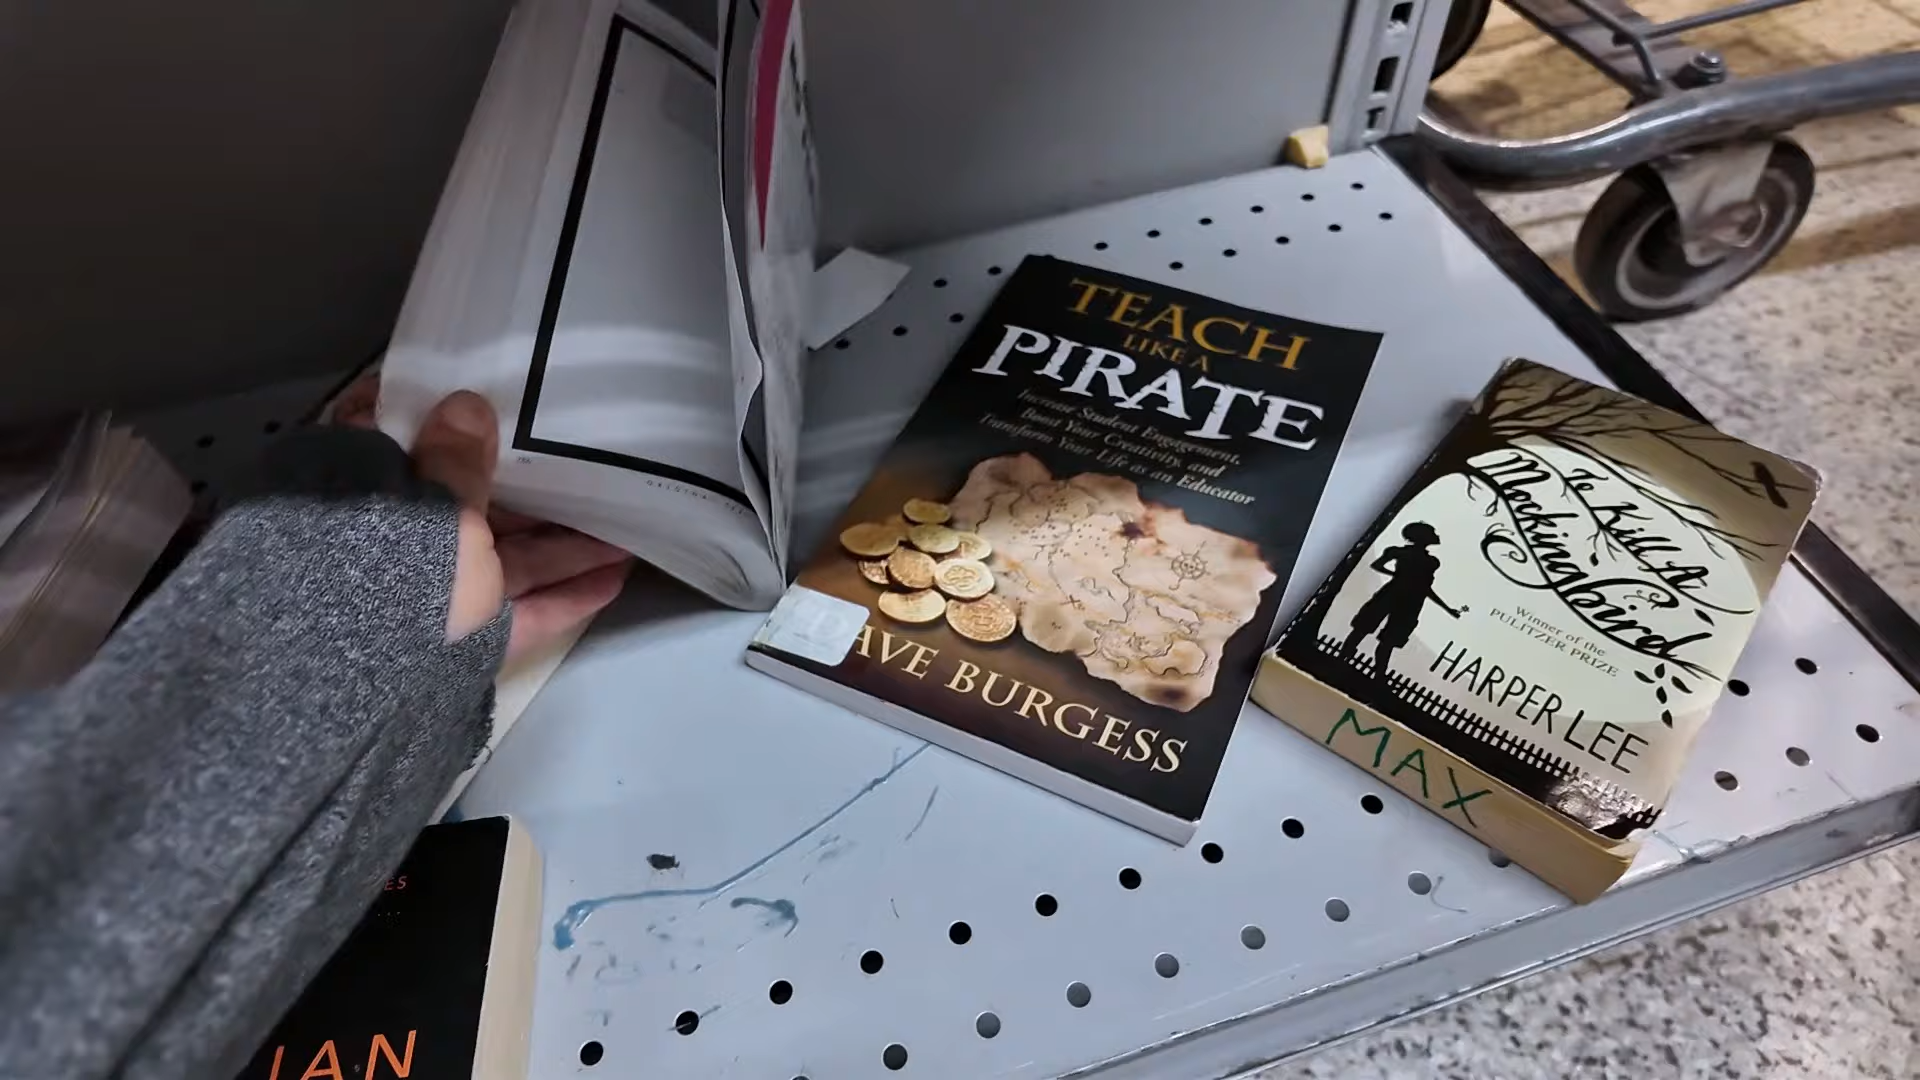 TEACH
LIKE A
PIRATE
Increase Student Engagement,
Boost Your Creativity, and
Transform Your Life as an Educator
AVE BURGESS
To Kill A
Mockingbird
Winner of the
PULITZER PRIZE
HARPER LEE
MAX
ES
IAN